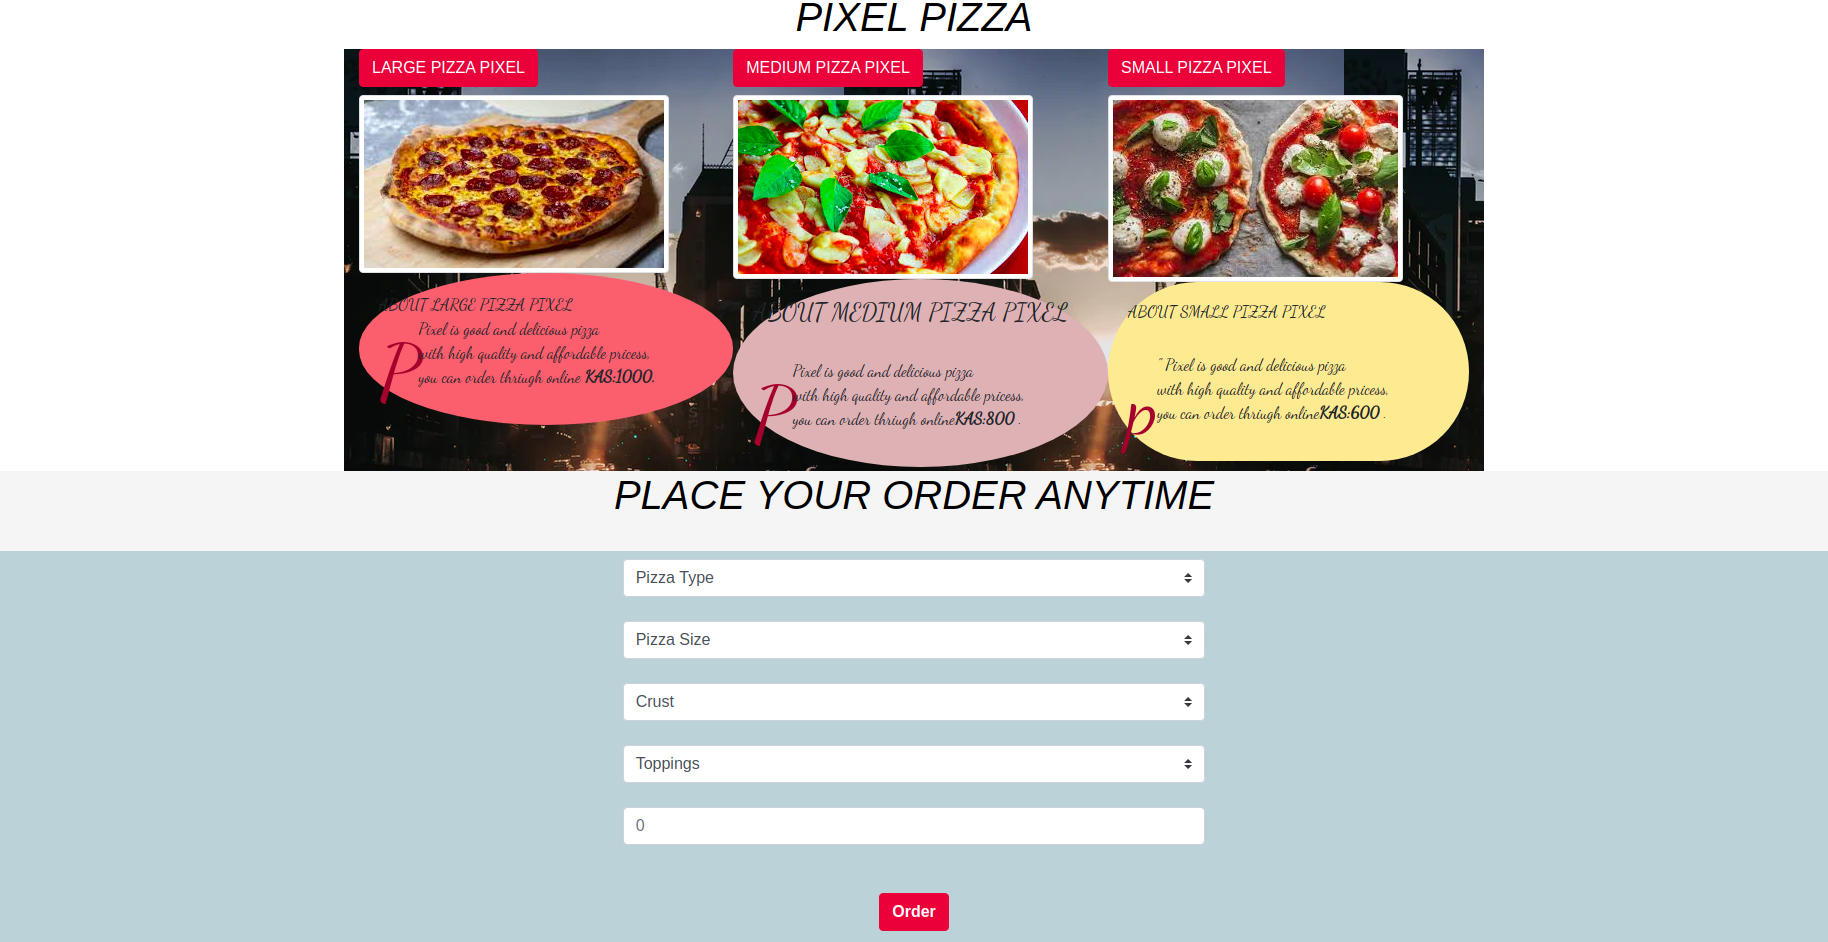 PIXEL PIZZA
LARGE PIZZA PIXEL
ABOUT LARGE PIZZA PIXEL
Pixel is good and delicious pizza
P
with high quality and affordable pricess,
you can order thriugh online KAS:1000.
MEDIUM PIZZA PIXEL
ABOUT MEDIUM PIZZA PIXEL
Pixel is good and delicious pizza
P
with high quality and affordable pricess,
you can order thriugh onlineKAS:800 .
SMALL PIZZA PIXEL
ABOUT SMALL PIZZA PIXEL
" Pixel is good and delicious pizza
with high quality and affordable pricess,
p
you can order thriugh onlineKAS:600 .
PLACE YOUR ORDER ANYTIME
Pizza Type
Pizza Size
Crust
Toppings
0
Order